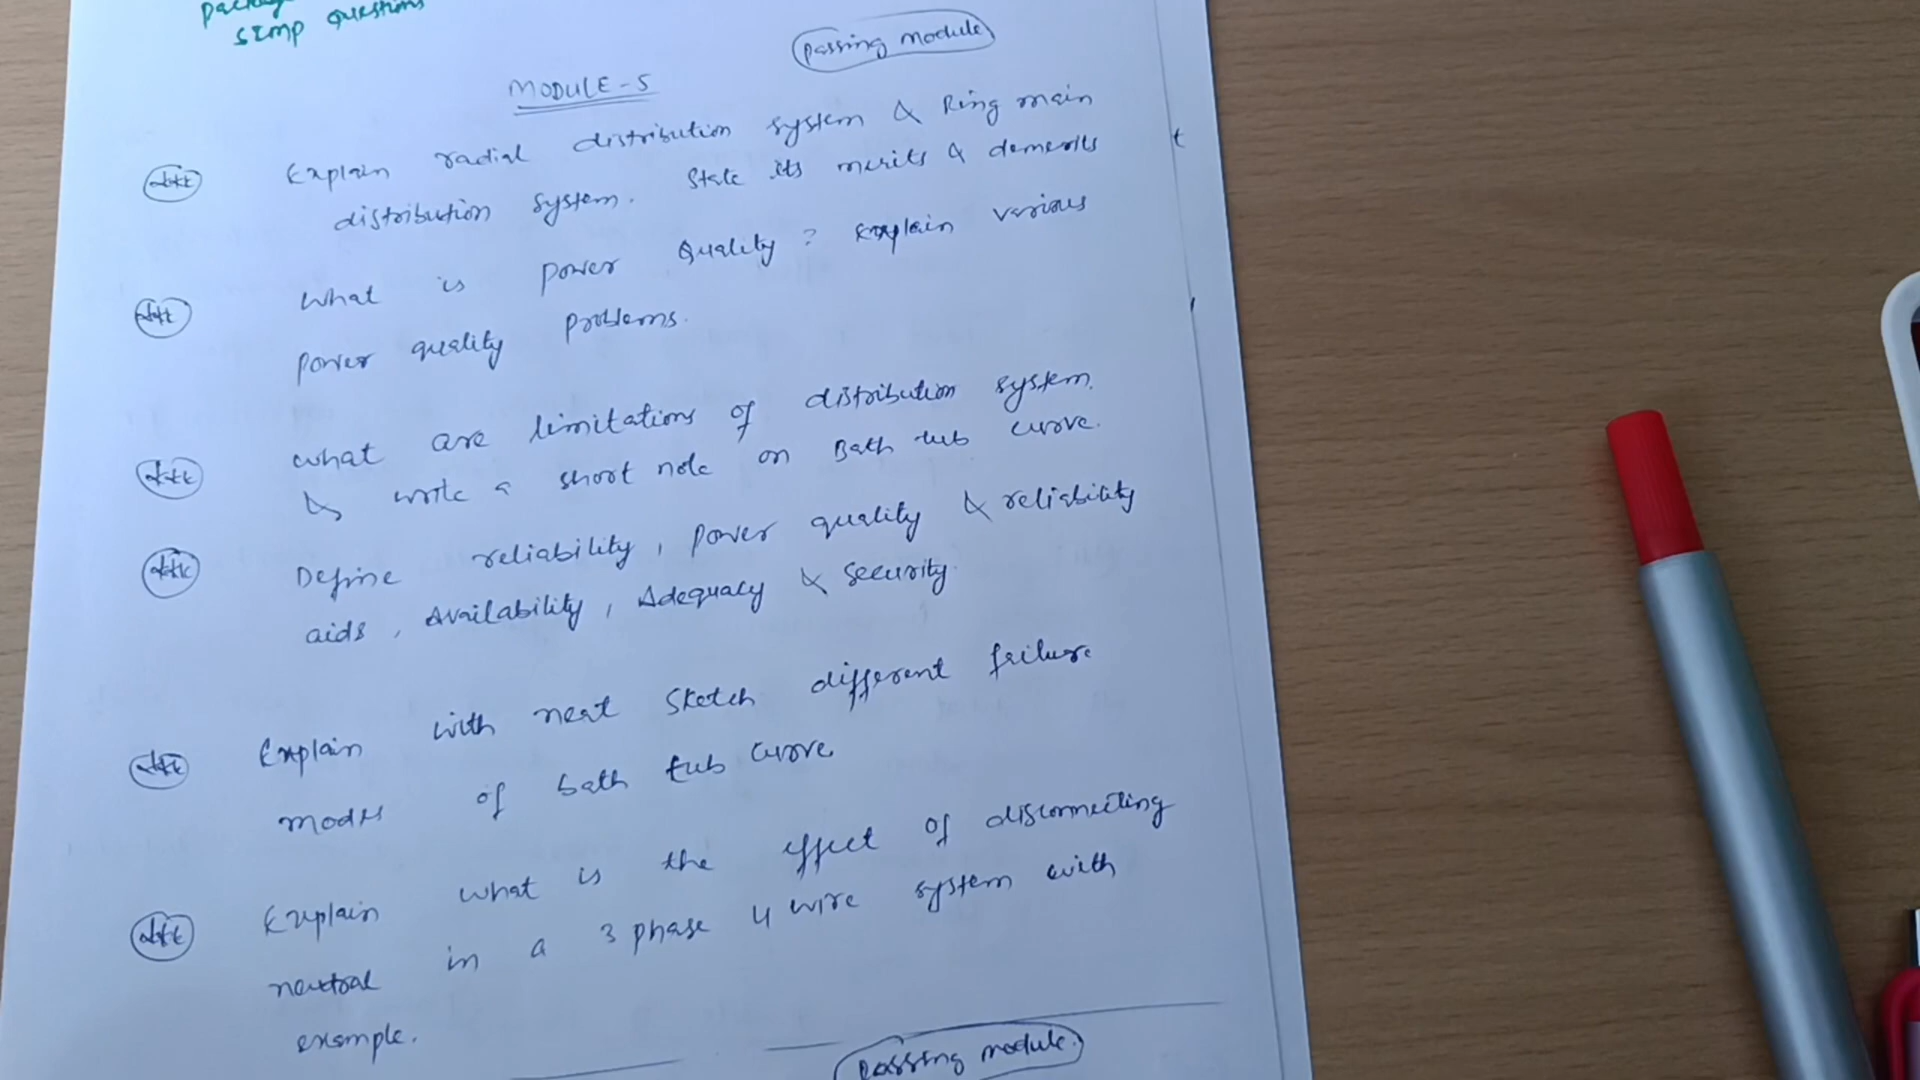 SIMP questions
passing module
MODULE-5
Explain radial distribution system & Ring main
distribution system. State its merits & demerits
What is power Quality? Explain various
power quality problems.
what are limitations of distribution system.
write a short note on Bath tub curve.
Define reliability, power quality & reliability
aids, Availability, Adequacy & Security.
Explain with neat sketch different failure
modes of bath tub curve
Explain what is the effect of disconnecting
neutral in a 3 phase 4 wire system with
example.
passing module.